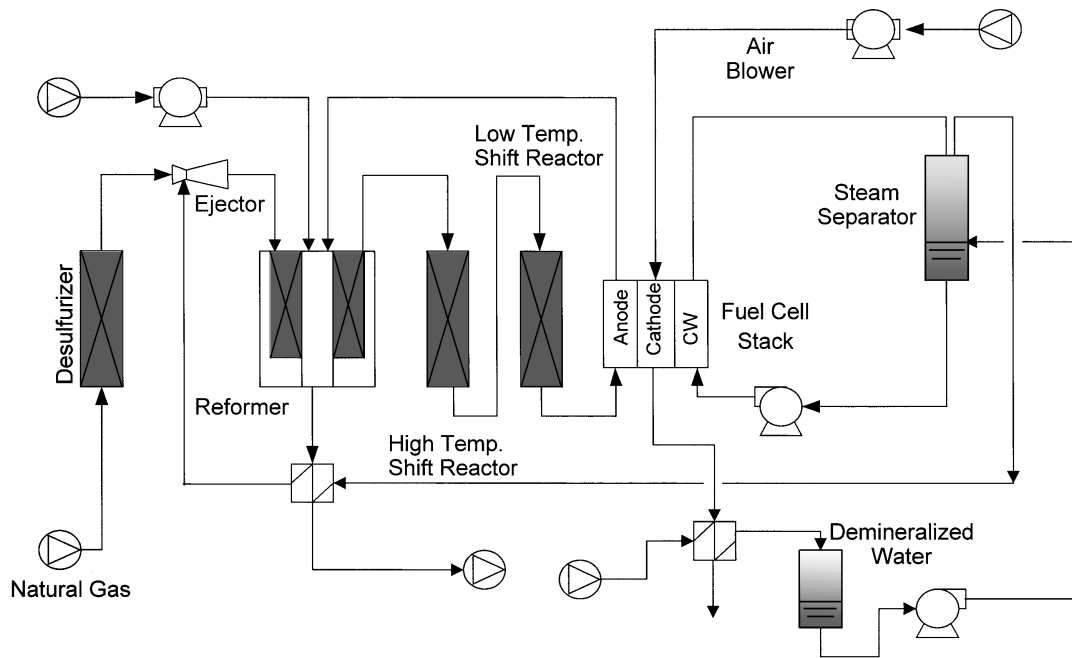 Air
Blower
Low Temp.
Shift Reactor
Ejector
Steam
Separator
Desulfurizer
Anode
Cathode
CW
Fuel Cell
Stack
Reformer
High Temp.
Shift Reactor
Demineralized
Water
Natural Gas